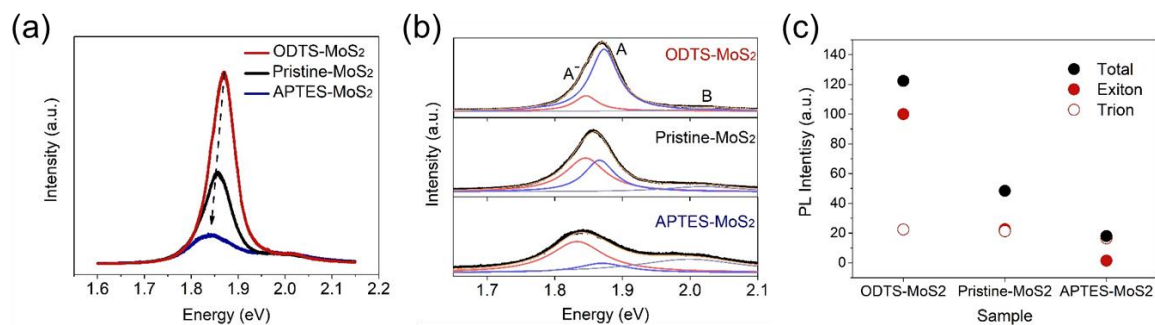 (a)
ODTS-MoS2
Pristine-MoS2
APTES-MoS2
Intensity (a.u.)
1.6 1.7 1.8 1.9 2.0 2.1 2.2
Energy (eV)
(b)
A
ODTS-MoS2
A-
B
Pristine-MoS2
APTES-MoS2
Intensity (a.u.)
1.7 1.8 1.9 2.0 2.1
Energy (eV)
(c)
140
120
100
80
60
40
20
0
Total
Exiton
Trion
PL Intentisy (a.u.)
ODTS-MoS2 Pristine-MoS2 APTES-MoS2
Sample